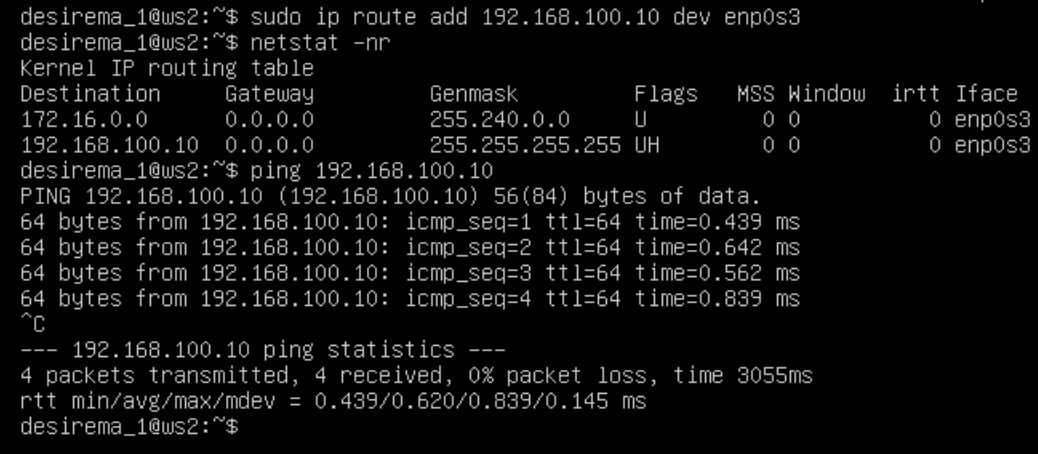 desirema_1@ws2:~$ sudo ip route add 192.168.100.10 dev enp0s3
desirema_1@ws2:~$ netstat -nr
Kernel IP routing table
Destination     Gateway         Genmask         Flags   MSS Window  irtt Iface
172.16.0.0      0.0.0.0         255.240.0.0     U         0 0          0 enp0s3
192.168.100.10  0.0.0.0         255.255.255.255 UH        0 0          0 enp0s3
desirema_1@ws2:~$ ping 192.168.100.10
PING 192.168.100.10 (192.168.100.10) 56(84) bytes of data.
64 bytes from 192.168.100.10: icmp_seq=1 ttl=64 time=0.439 ms
64 bytes from 192.168.100.10: icmp_seq=2 ttl=64 time=0.642 ms
64 bytes from 192.168.100.10: icmp_seq=3 ttl=64 time=0.562 ms
64 bytes from 192.168.100.10: icmp_seq=4 ttl=64 time=0.839 ms
^C
--- 192.168.100.10 ping statistics ---
4 packets transmitted, 4 received, 0% packet loss, time 3055ms
rtt min/avg/max/mdev = 0.439/0.620/0.839/0.145 ms
desirema_1@ws2:~$